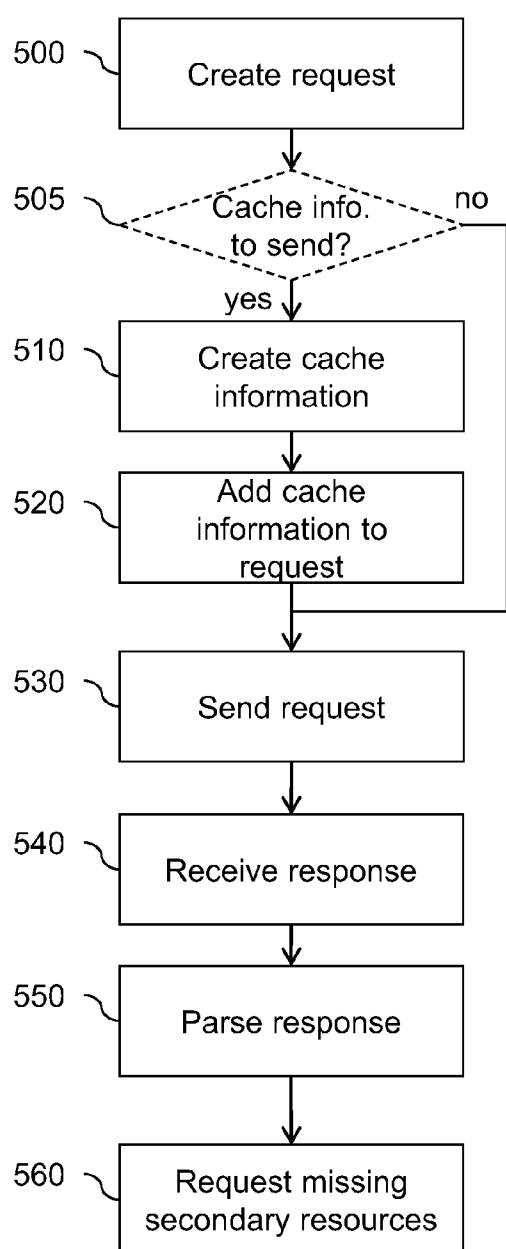 500
Create request
505
Cache info.
to send?
no
yes
510
Create cache
information
520
Add cache
information to
request
530
Send request
540
Receive response
550
Parse response
560
Request missing
secondary resources